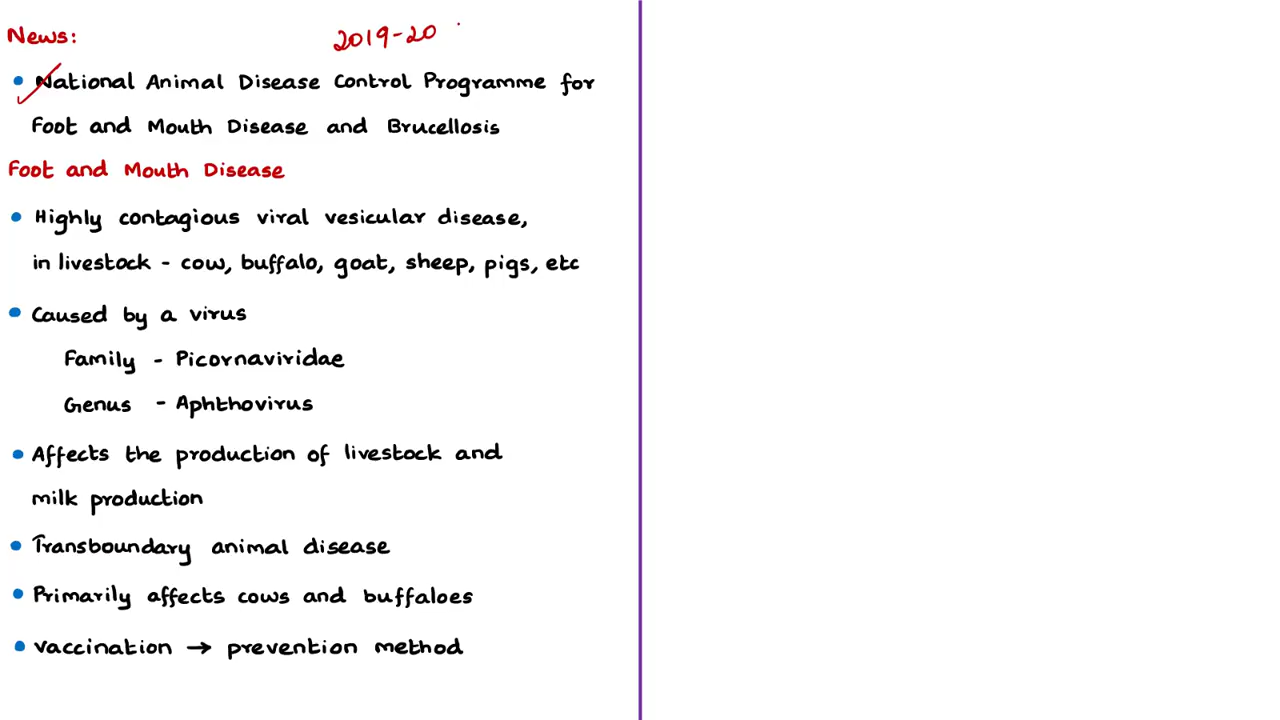 News:
2019-20
• National Animal Disease Control Programme for
Foot and Mouth Disease and Brucellosis
Foot and Mouth Disease
• Highly contagious viral vesicular disease,
in livestock - cow, buffalo, goat, sheep, pigs, etc
• Caused by a virus
Family - Picornaviridae
Genus - Aphthovirus
• Affects the production of livestock and
milk production
• Transboundary animal disease
• Primarily affects cows and buffaloes
• vaccination → prevention method